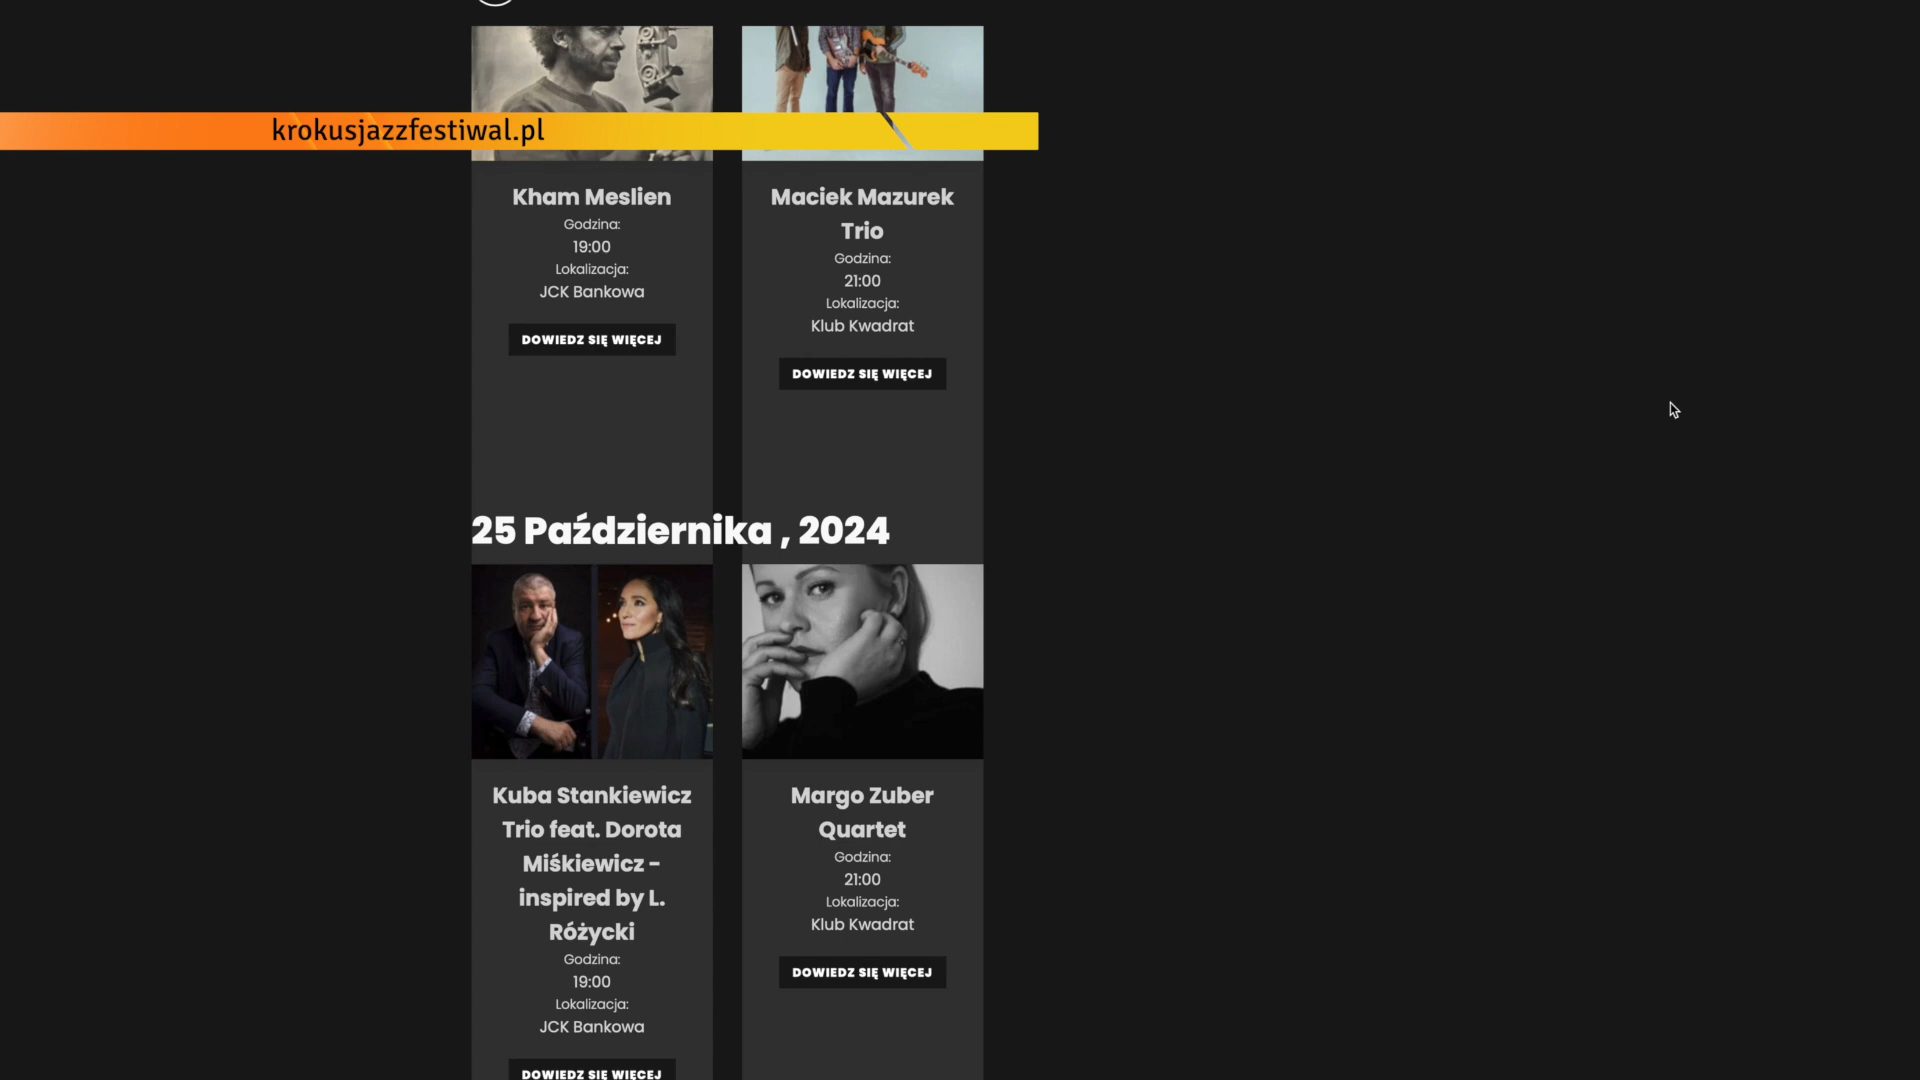 krokusjazzfestiwal.pl
Kham Meslien
Godzina:
19:00
Lokalizacja:
JCK Bankowa
DOWIEDZ SIĘ WIĘCEJ
Maciek Mazurek
Trio
Godzina:
21:00
Lokalizacja:
Klub Kwadrat
DOWIEDZ SIĘ WIĘCEJ
25 Października , 2024
Kuba Stankiewicz
Trio feat. Dorota
Miśkiewicz -
inspired by L.
Różycki
Godzina:
19:00
Lokalizacja:
JCK Bankowa
DOWIEDZ SIĘ WIĘCEJ
Margo Zuber
Quartet
Godzina:
21:00
Lokalizacja:
Klub Kwadrat
DOWIEDZ SIĘ WIĘCEJ